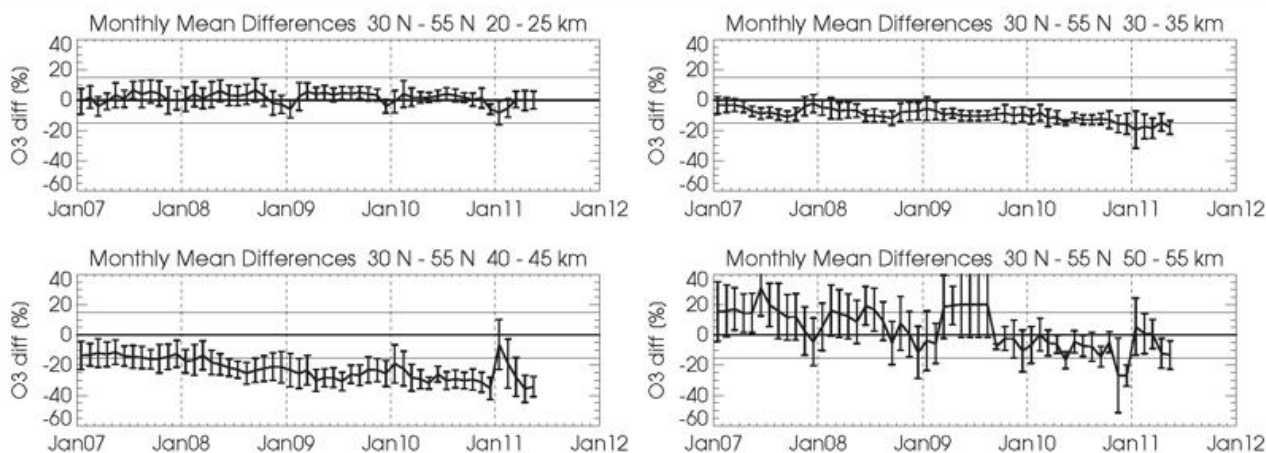 Monthly Mean Differences 30 N - 55 N 20 - 25 km
O3 diff (%)
40
20
0
-20
-40
-60
Jan07 Jan08 Jan09 Jan10 Jan11 Jan12
Monthly Mean Differences 30 N - 55 N 30 - 35 km
O3 diff (%)
40
20
0
-20
-40
-60
Jan07 Jan08 Jan09 Jan10 Jan11 Jan12
Monthly Mean Differences 30 N - 55 N 40 - 45 km
O3 diff (%)
40
20
0
-20
-40
-60
Jan07 Jan08 Jan09 Jan10 Jan11 Jan12
Monthly Mean Differences 30 N - 55 N 50 - 55 km
O3 diff (%)
40
20
0
-20
-40
-60
Jan07 Jan08 Jan09 Jan10 Jan11 Jan12